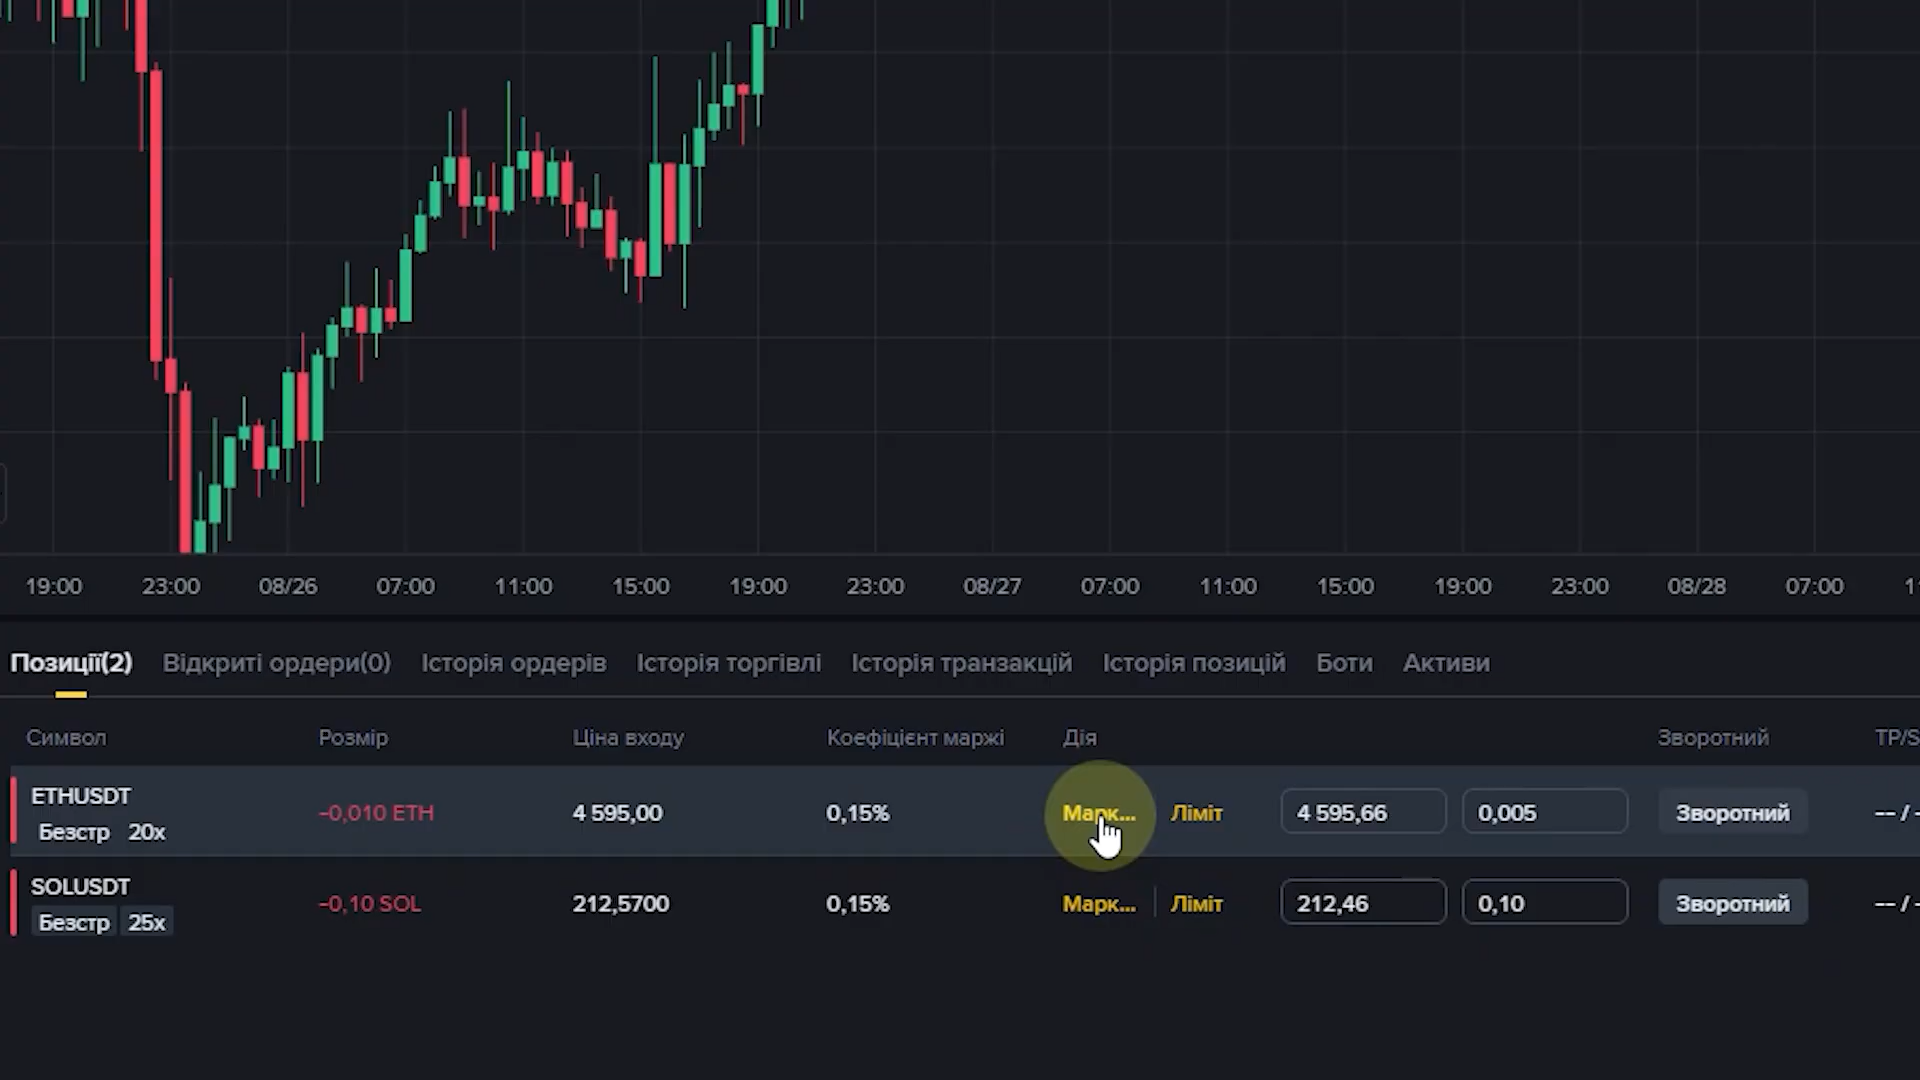 19:00 23:00 08/26 07:00 11:00 15:00 19:00 23:00 08/27 07:00 11:00 15:00 19:00 23:00 08/28 07:00
Позиції(2) Відкриті ордери(0) Історія ордерів Історія торгівлі Історія транзакцій Історія позицій Боти Активи
Символ Розмір Ціна входу Коефіцієнт маржі Дія Зворотний TP/S
ETHUSDT
Безстр 20x
−0,010 ETH 4 595,00 0,15% Марк... Ліміт 4 595,66 0,005 Зворотний -- / -
SOLUSDT
Безстр 25x
−0,10 SOL 212,5700 0,15% Марк... Ліміт 212,46 0,10 Зворотний -- / -